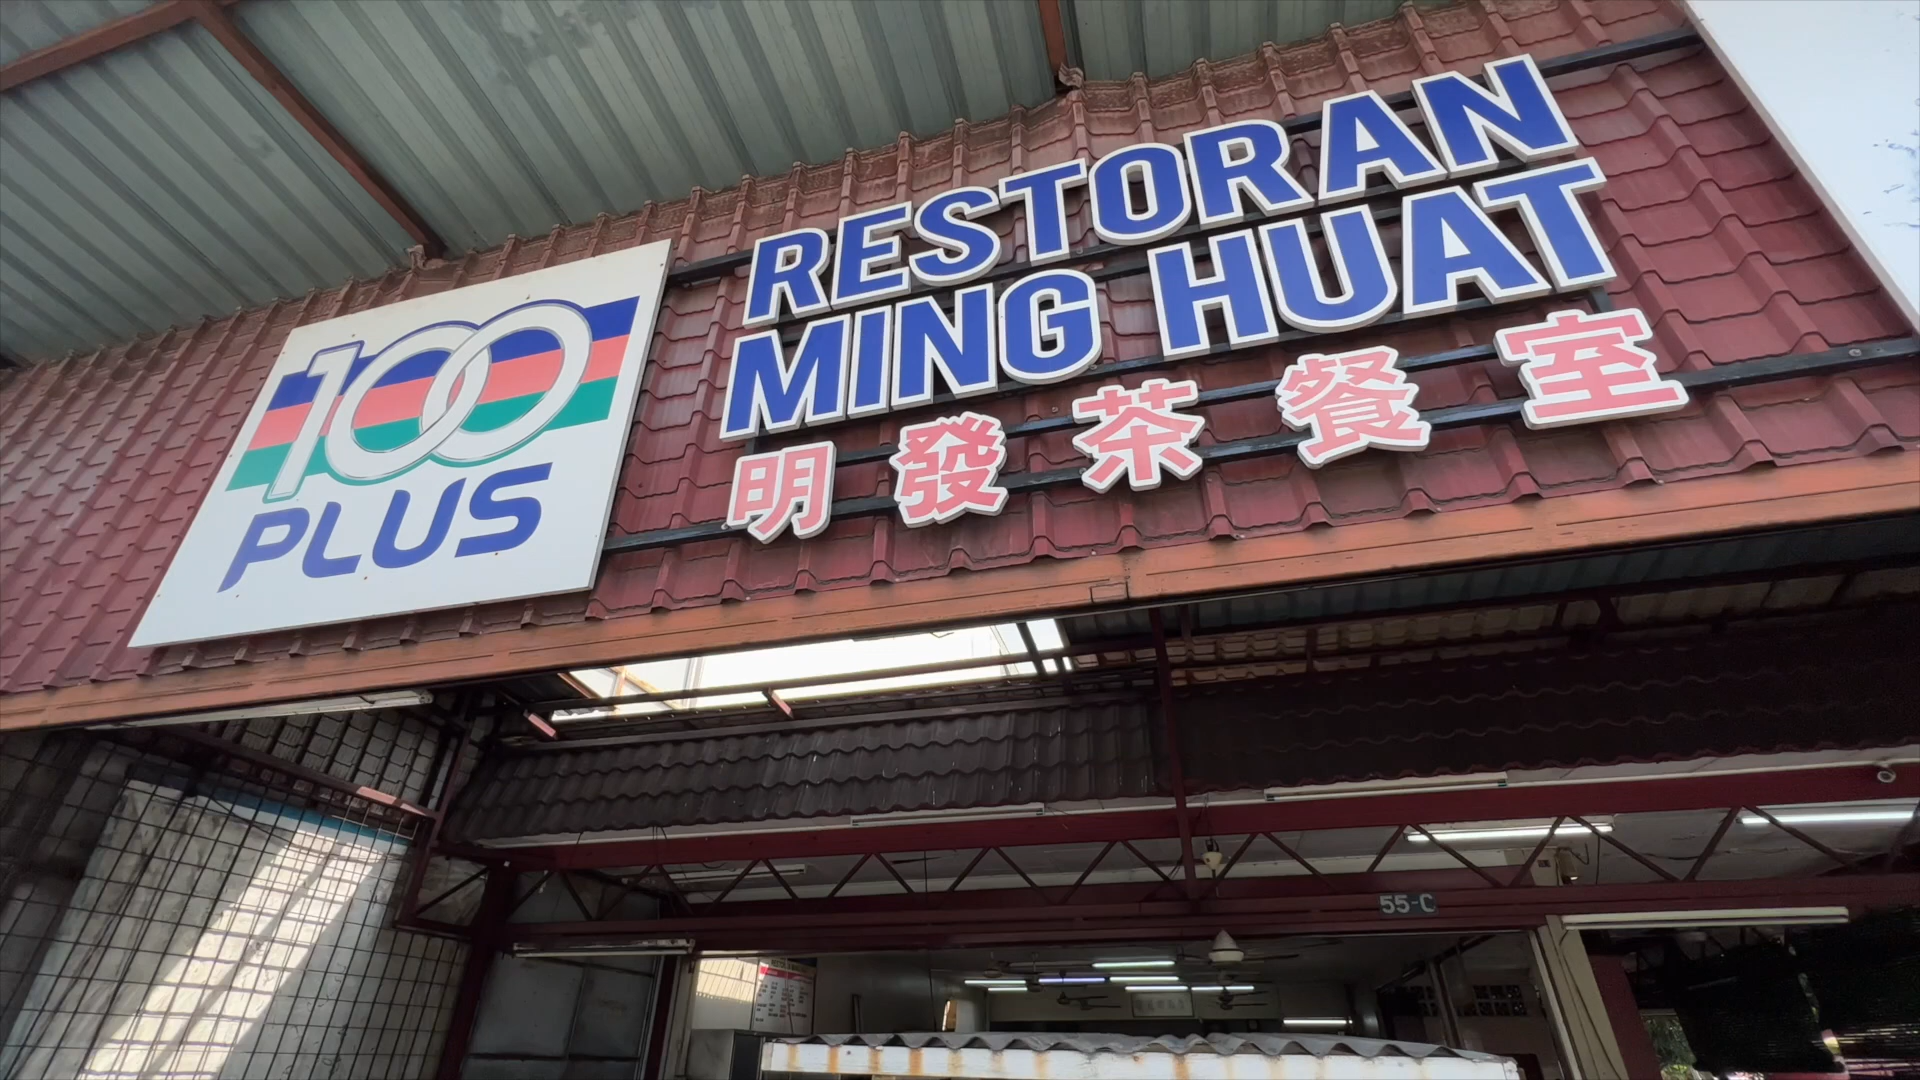 100
PLUS
RESTORAN
MING HUAT
明發茶餐室
55-C